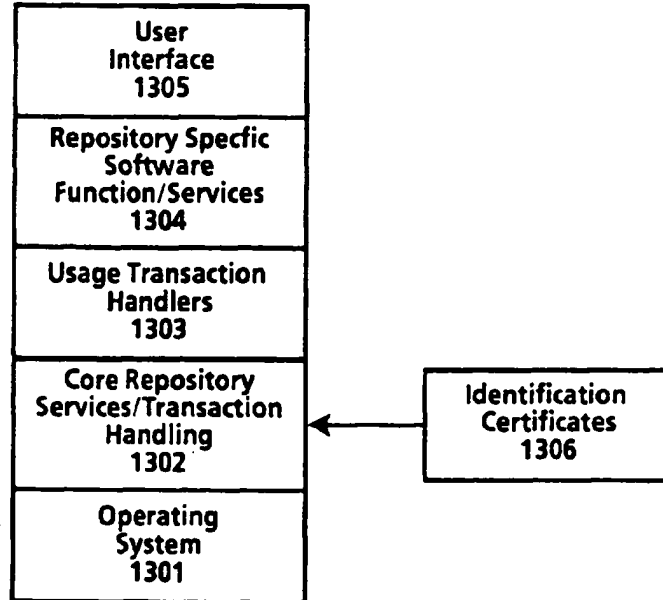 User
Interface
1305
Repository Specfic
Software
Function/Services
1304
Usage Transaction
Handlers
1303
Core Repository
Services/Transaction
Handling
1302
Identification
Certificates
1306
Operating
System
1301